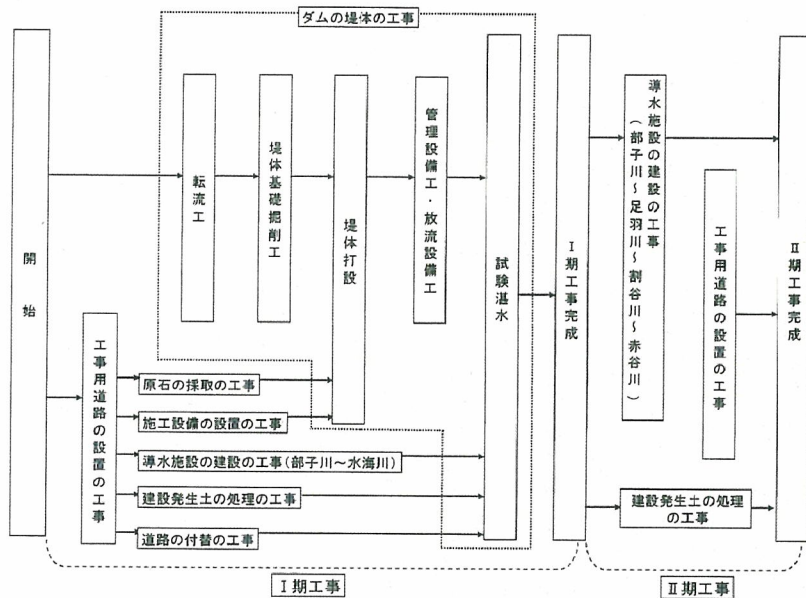 ダムの堤体の工事
開始
転流工
堤体基礎掘削工
堤体打設
管理設備工・放流設備工
試験湛水
Ⅰ期工事完成
導水施設の建設の工事
(部子川～足羽川～割谷川～赤谷川)
工事用道路の設置の工事
Ⅱ期工事完成
工事用道路の設置の工事
原石の採取の工事
施工設備の設置の工事
導水施設の建設の工事(部子川～水海川)
建設発生土の処理の工事
道路の付替の工事
建設発生土の処理
の工事
Ⅰ期工事
Ⅱ期工事